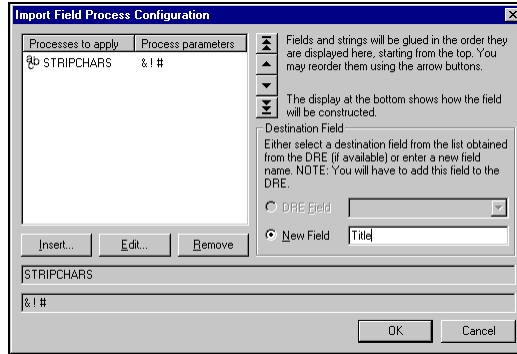 Import Field Process Configuration
Processes to apply Process parameters
STRIPCHARS & ! #
Fields and strings will be glued in the order they
are displayed here, starting from the top. You
may reorder them using the arrow buttons.
The display at the bottom shows how the field
will be constructed.
Destination Field
Either select a destination field from the list obtained
from the DRE (if available) or enter a new field
name. NOTE: You will have to add this field to the
DRE.
DRE Field
New Field Title
Insert... Edit... Remove
STRIPCHARS
& ! #
OK Cancel